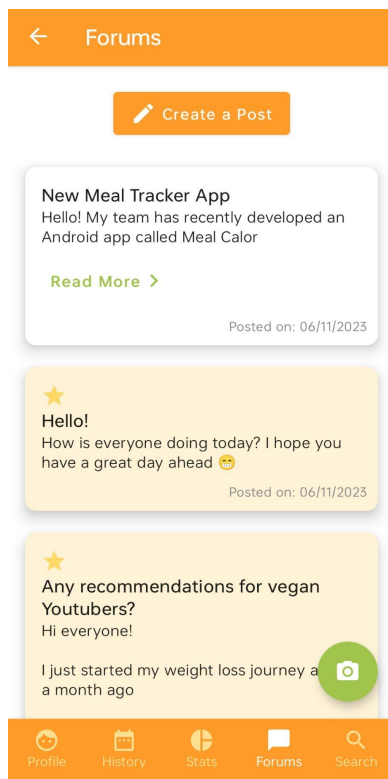 Forums
Create a Post
New Meal Tracker App
Hello! My team has recently developed an
Android app called Meal Calor
Read More
Posted on: 06/11/2023
Hello!
How is everyone doing today? I hope you
have a great day ahead 😁
Posted on: 06/11/2023
Any recommendations for vegan
Youtubers?
Hi everyone!
I just started my weight loss journey a
a month ago
Profile History Stats Forums Search